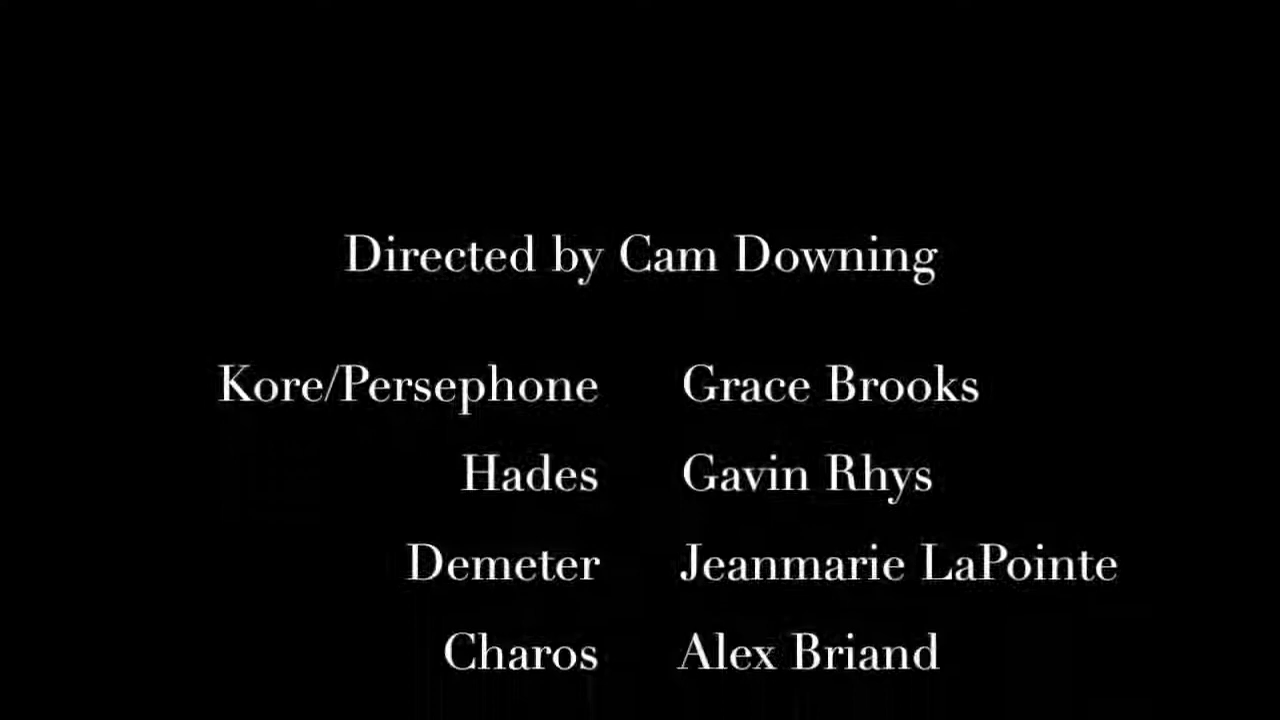 Directed by Cam Downing
Kore/Persephone Grace Brooks
Hades Gavin Rhys
Demeter Jeanmarie LaPointe
Charos Alex Briand